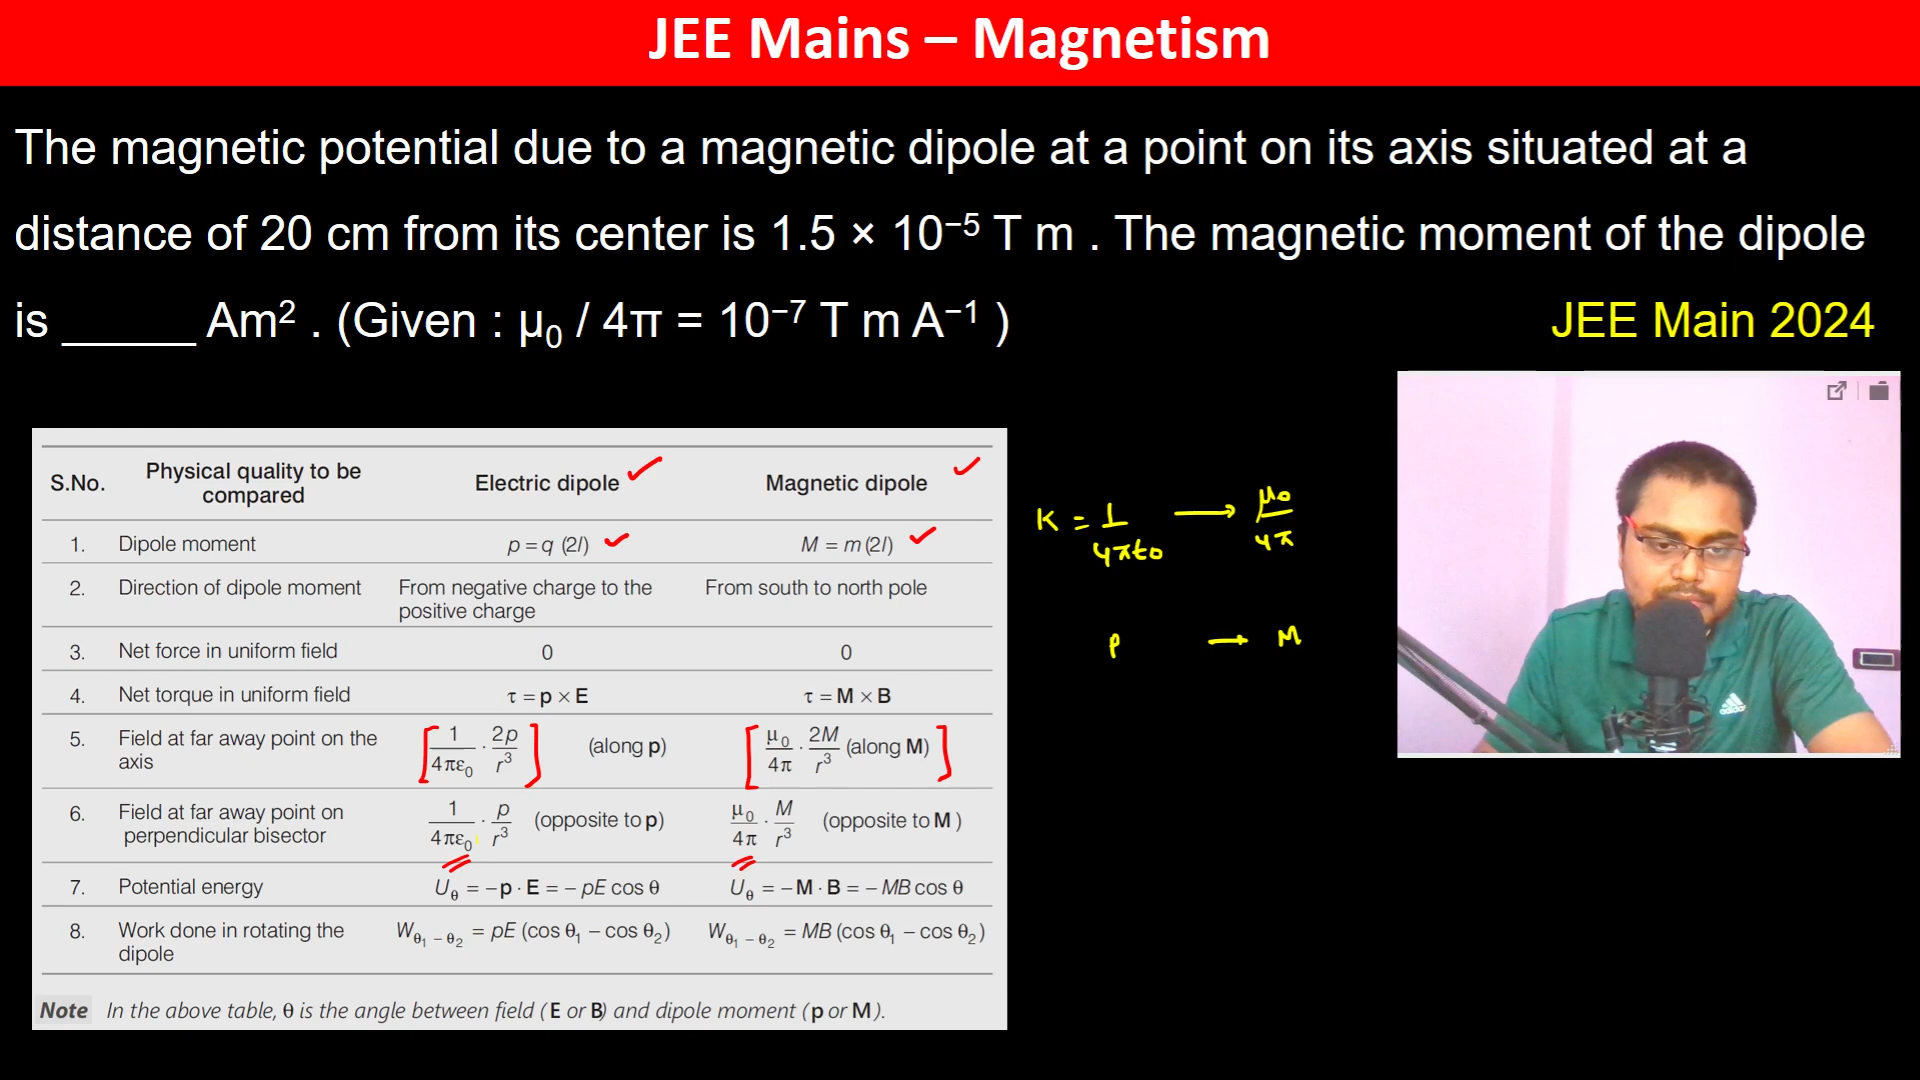 JEE Mains – Magnetism
The magnetic potential due to a magnetic dipole at a point on its axis situated at a
distance of 20 cm from its center is 1.5 × 10⁻⁵ T m . The magnetic moment of the dipole
is _____ Am² . (Given : μ₀ / 4π = 10⁻⁷ T m A⁻¹ )
JEE Main 2024
S.No. Physical quality to be compared Electric dipole Magnetic dipole
1. Dipole moment p = q (2l) M = m (2l)
2. Direction of dipole moment From negative charge to the positive charge From south to north pole
3. Net force in uniform field 0 0
4. Net torque in uniform field τ = p × E τ = M × B
5. Field at far away point on the axis 1/4πε₀ · 2p/r³ (along p) μ₀/4π · 2M/r³ (along M)
6. Field at far away point on perpendicular bisector 1/4πε₀ · p/r³ (opposite to p) μ₀/4π · M/r³ (opposite to M )
7. Potential energy U_θ = – p · E = – pE cos θ U_θ = – M · B = – MB cos θ
8. Work done in rotating the dipole W_θ₁ – θ₂ = pE (cos θ₁ – cos θ₂) W_θ₁ – θ₂ = MB (cos θ₁ – cos θ₂)
Note In the above table, θ is the angle between field (E or B) and dipole moment (p or M).
K = 1/4πε₀ → μ₀/4π
p → M
adidas